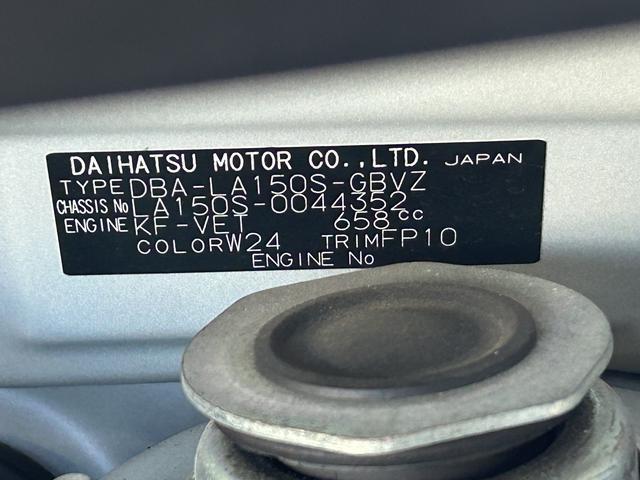 DAIHATSU MOTOR CO.,LTD. JAPAN
TYPE DBA-LA150S-GBVZ
CHASSIS No LA150S-0044352
ENGINE KF-VET 658cc
COLOR W24 TRIM FP10
ENGINE No